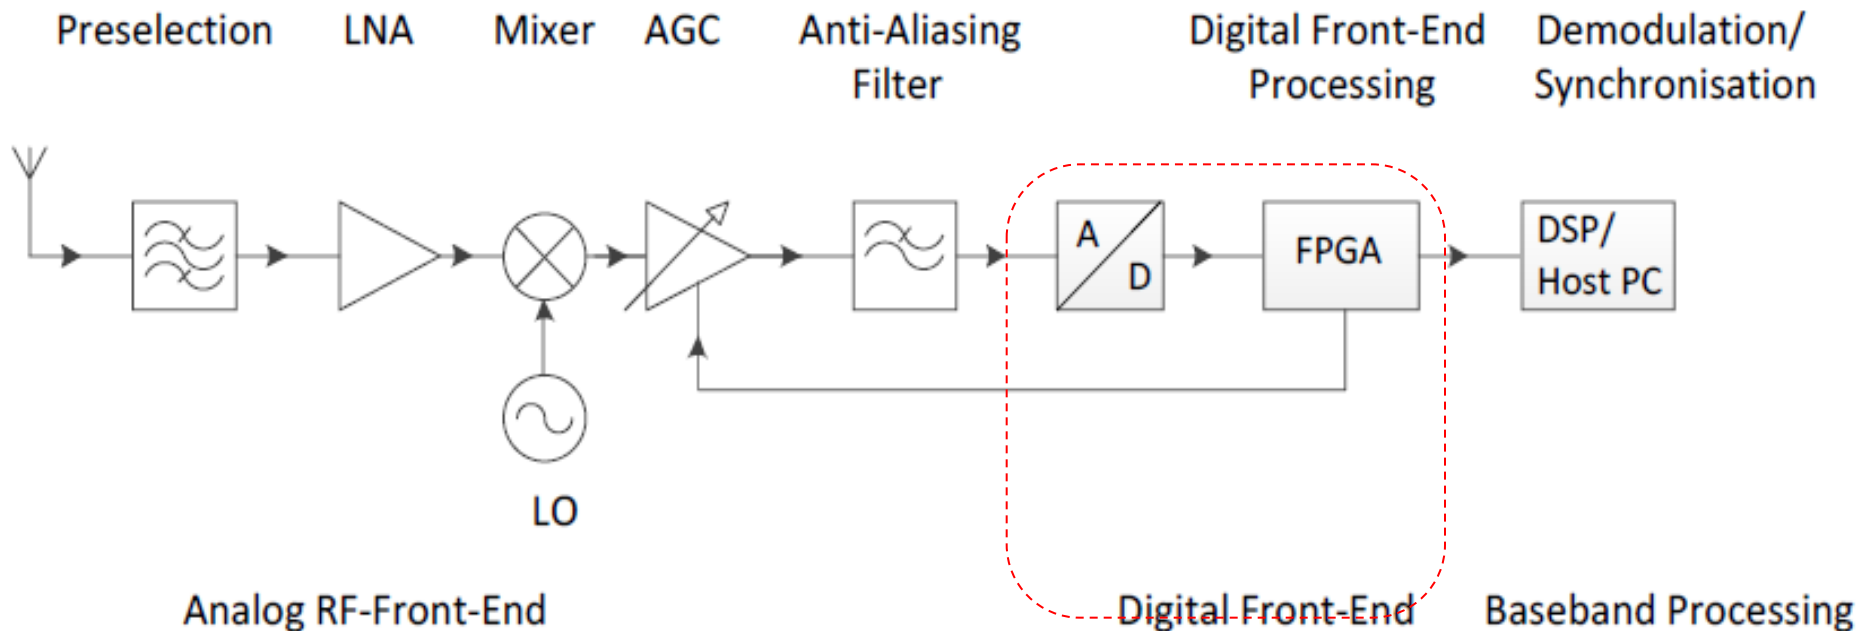 Preselection
LNA
Mixer
AGC
Anti-Aliasing
Filter
Digital Front-End
Processing
Demodulation/
Synchronisation
A
D
FPGA
DSP/
Host PC
LO
Analog RF-Front-End
Digital Front-End
Baseband Processing